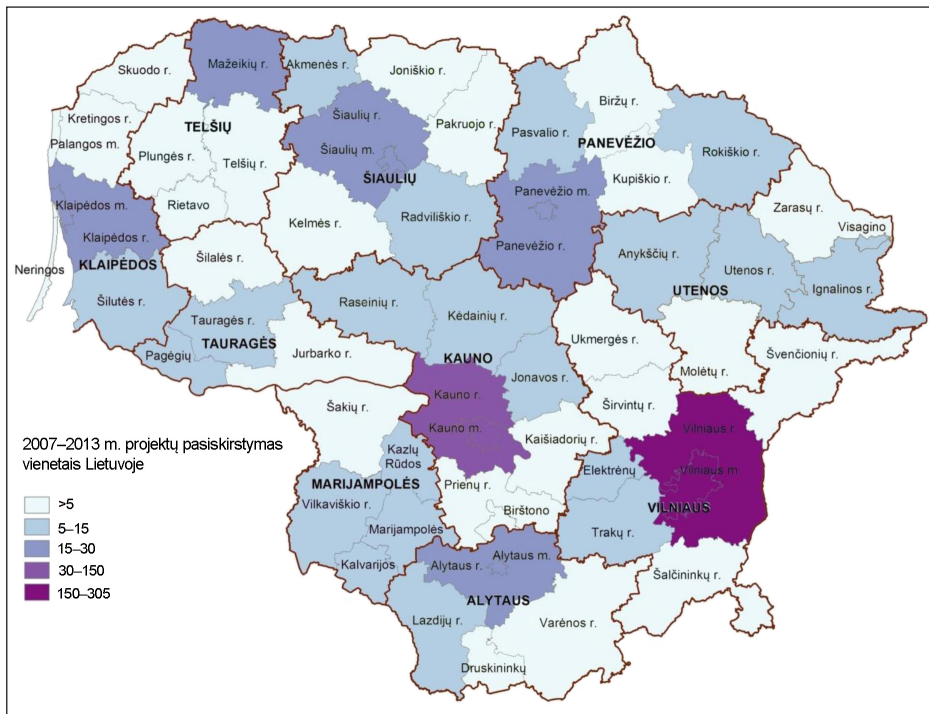 Skuodo r.
Mažeikių r.
Akmenės r.
Joniškio r.
Biržų r.
Kretingos r.
Palangos m.
TELŠIŲ
Plungės r.
Telšių r.
Rietavo
Šiaulių r.
Šiaulių m.
ŠIAULIŲ
Pakruojo r.
Pasvalio r.
PANEVĖŽIO
Rokiškio r.
Kupiškio r.
Panevėžio m.
Panevėžio r.
Zarasų r.
Visagino
Klaipėdos m.
Klaipėdos r.
KLAIPĖDOS
Neringos
Šilutės r.
Šilalės r.
Kelmės r.
Radviliškio r.
Anykščių r.
Utenos r.
UTENOS
Ignalinos r.
Tauragės r.
TAURAGĖS
Pagėgių
Jurbarko r.
Raseinių r.
Kėdainių r.
KAUNO
Jonavos r.
Ukmergės r.
Molėtų r.
Švenčionių r.
Širvintų r.
Šakių r.
Kauno r.
Kauno m.
Kaišiadorių r.
Vilniaus r.
Vilniaus m.
VILNIAUS
Elektrėnų
Trakų r.
Kazlų
Rūdos
MARIJAMPOLĖS
Vilkaviškio r.
Marijampolės
Kalvarijos
Prienų r.
Birštono
Alytaus r.
Alytaus m.
ALYTAUS
Lazdijų r.
Varėnos r.
Druskininkų
Šalčininkų r.
2007–2013 m. projektų pasiskirstymas
vienetais Lietuvoje
>5
5–15
15–30
30–150
150–305